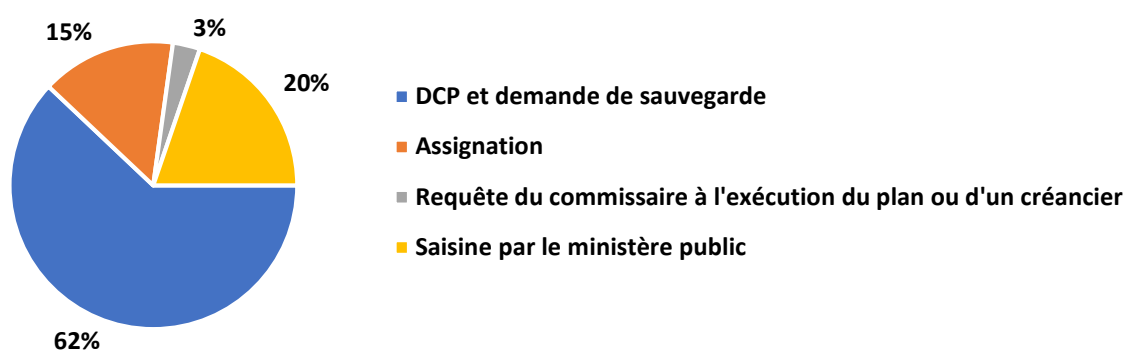 15%
3%
20%
DCP et demande de sauvegarde
Assignation
Requête du commissaire à l'exécution du plan ou d'un créancier
Saisine par le ministère public
62%